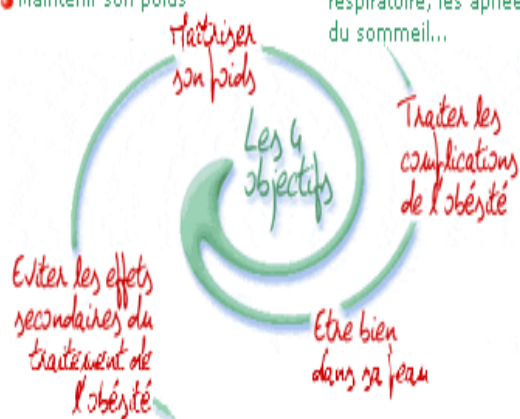 Maintenir son poids
respiratoire, les apnée
du sommeil...
Maîtriser
son poids
Les 4
objectifs
Traiter les
complications
de l'obésité
Eviter les effets
secondaires du
traitement de
l'obésité
Etre bien
dans sa peau